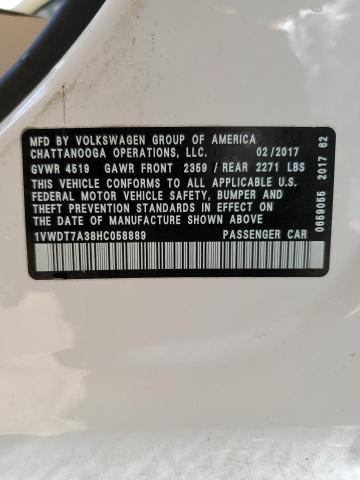 MFD BY VOLKSWAGEN GROUP OF AMERICA
CHATTANOOGA OPERATIONS, LLC. 02/2017
GVWR 4519 GAWR FRONT 2359 / REAR 2271 LBS
THIS VEHICLE CONFORMS TO ALL APPLICABLE U.S.
FEDERAL MOTOR VEHICLE SAFETY, BUMPER AND
THEFT PREVENTION STANDARDS IN EFFECT ON THE
DATE OF MANUFACTURE SHOWN ABOVE.
1VWDT7A38HC058889 PASSENGER CAR
0859055 2017 62